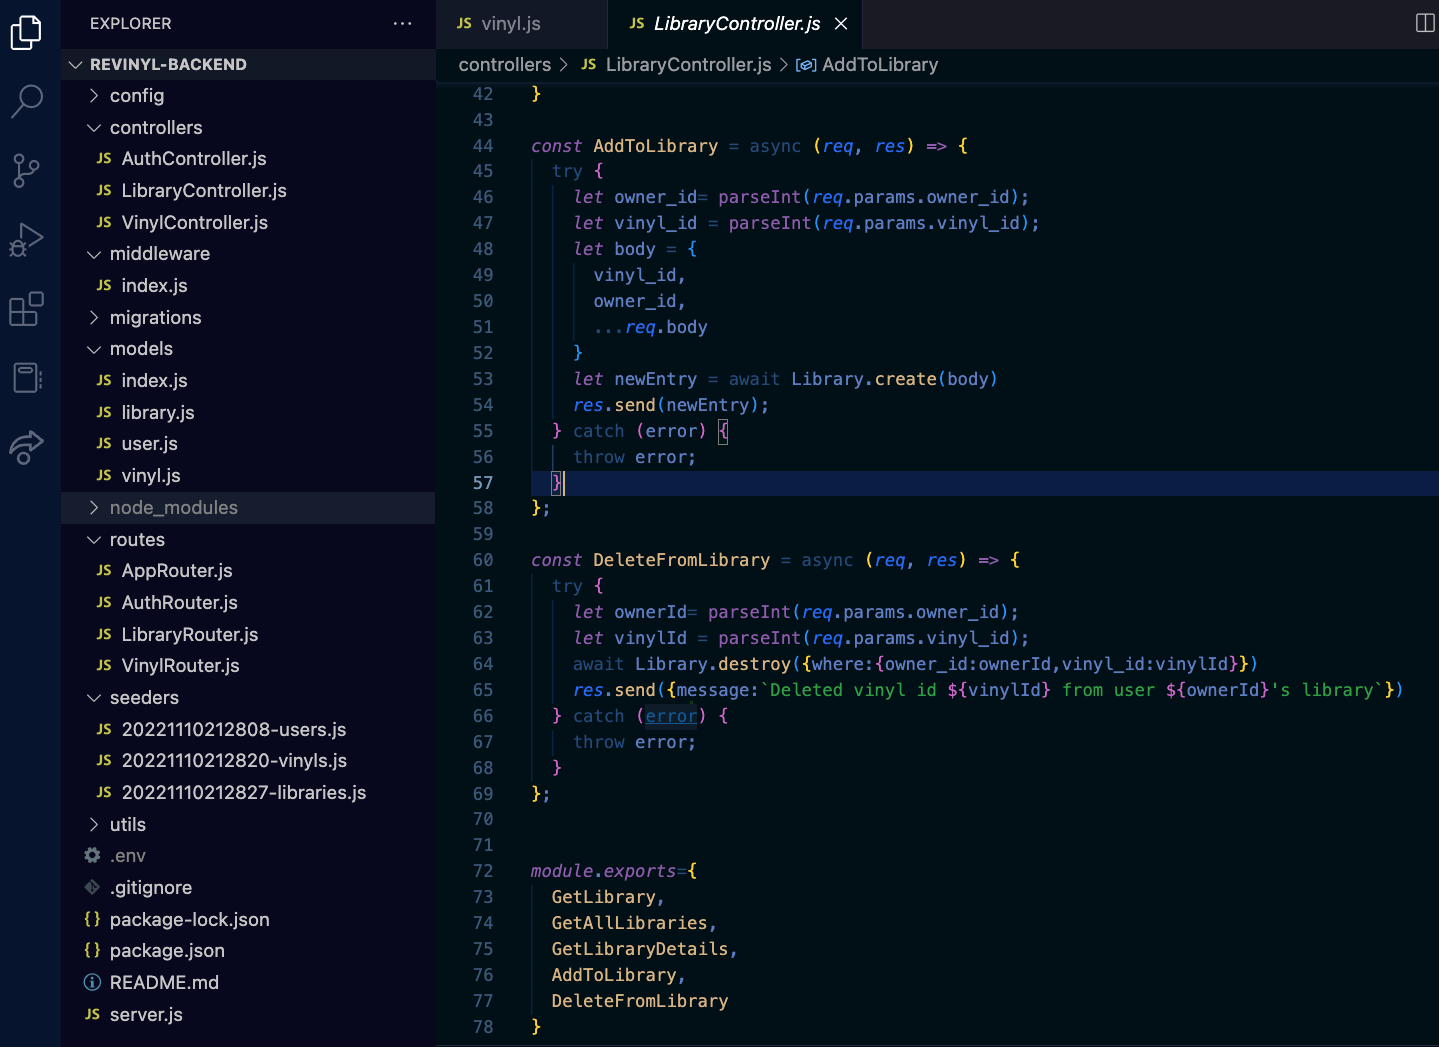 EXPLORER
···
REVINYL-BACKEND
config
controllers
JS AuthController.js
JS LibraryController.js
JS VinylController.js
middleware
JS index.js
migrations
models
JS index.js
JS library.js
JS user.js
JS vinyl.js
node_modules
routes
JS AppRouter.js
JS AuthRouter.js
JS LibraryRouter.js
JS VinylRouter.js
seeders
JS 20221110212808-users.js
JS 20221110212820-vinyls.js
JS 20221110212827-libraries.js
utils
.env
.gitignore
{} package-lock.json
{} package.json
README.md
JS server.js
JS vinyl.js
JS LibraryController.js
controllers > JS LibraryController.js > AddToLibrary
42 }
43
44 const AddToLibrary = async (req, res) => {
45 try {
46 let owner_id= parseInt(req.params.owner_id);
47 let vinyl_id = parseInt(req.params.vinyl_id);
48 let body = {
49 vinyl_id,
50 owner_id,
51 ...req.body
52 }
53 let newEntry = await Library.create(body)
54 res.send(newEntry);
55 } catch (error) {
56 throw error;
57 }
58 };
59
60 const DeleteFromLibrary = async (req, res) => {
61 try {
62 let ownerId= parseInt(req.params.owner_id);
63 let vinylId = parseInt(req.params.vinyl_id);
64 await Library.destroy({where:{owner_id:ownerId,vinyl_id:vinylId}})
65 res.send({message:`Deleted vinyl id ${vinylId} from user ${ownerId}'s library`})
66 } catch (error) {
67 throw error;
68 }
69 };
70
71
72 module.exports={
73 GetLibrary,
74 GetAllLibraries,
75 GetLibraryDetails,
76 AddToLibrary,
77 DeleteFromLibrary
78 }